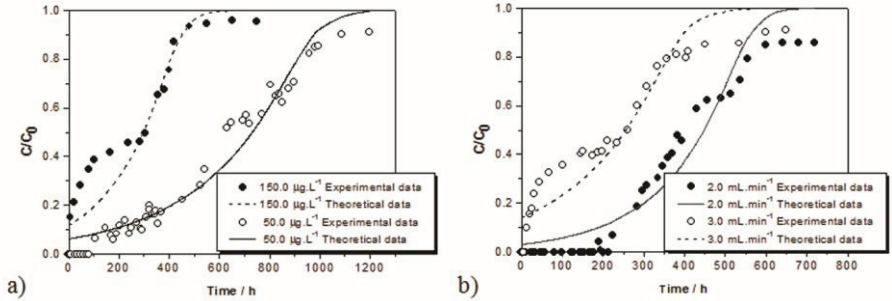 1.0
0.8
0.6
0.4
0.2
0.0
C/C₀
150.0 µg.L⁻¹ Experimental data
150.0 µg.L⁻¹ Theoretical data
50.0 µg.L⁻¹ Experimental data
50.0 µg.L⁻¹ Theoretical data
0 200 400 600 800 1000 1200
Time / h
a)
1.0
0.8
0.6
0.4
0.2
0.0
C/C₀
2.0 mL.min⁻¹ Experimental data
2.0 mL.min⁻¹ Theoretical data
3.0 mL.min⁻¹ Experimental data
3.0 mL.min⁻¹ Theoretical data
0 100 200 300 400 500 600 700 800
Time / h
b)